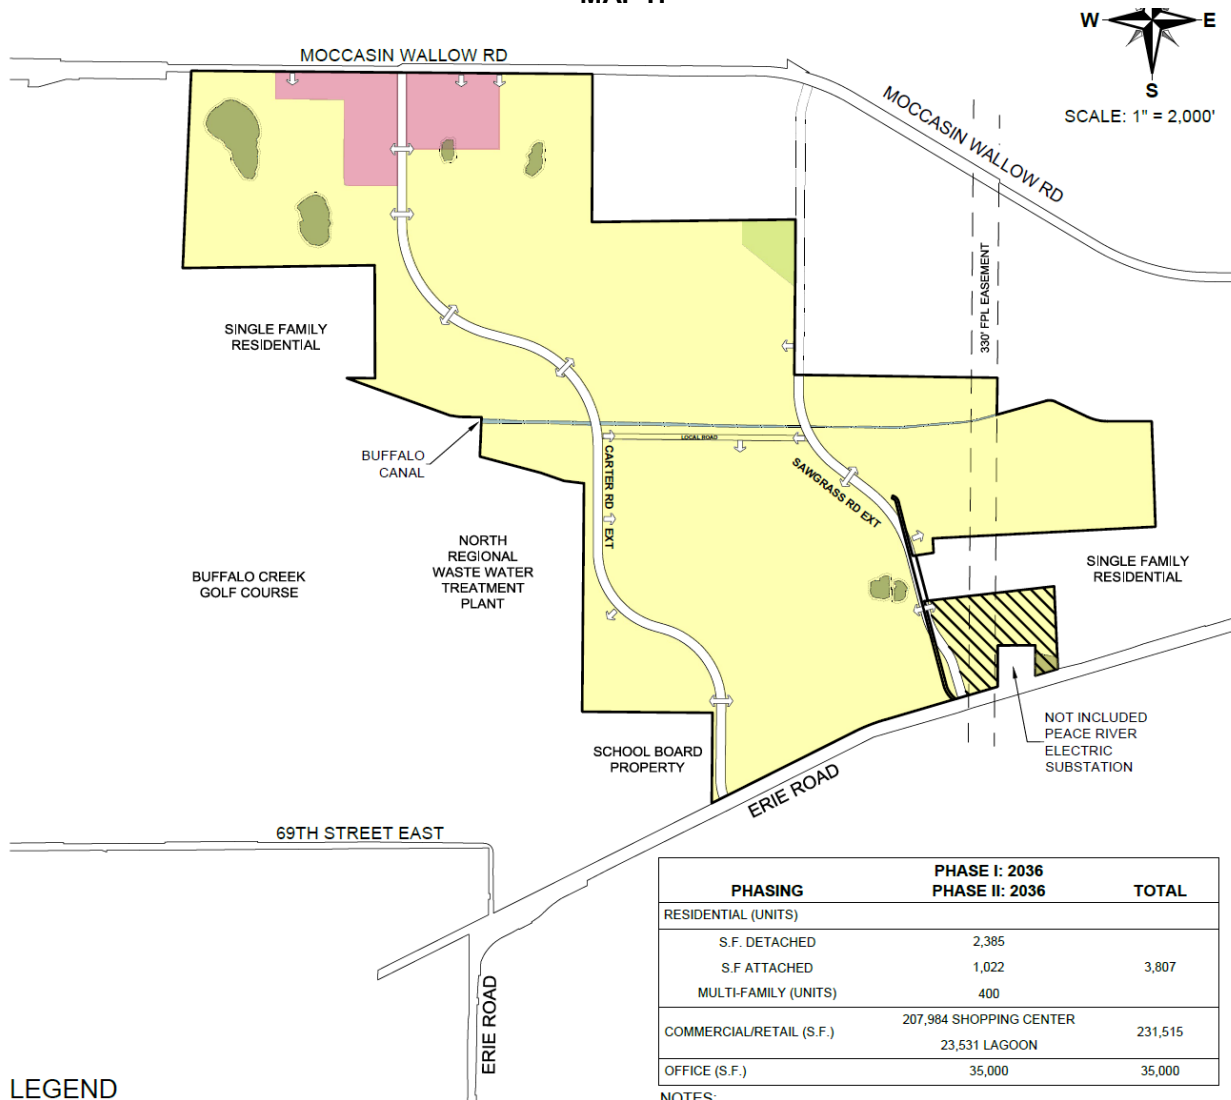 MAP H
W E
S
SCALE: 1" = 2,000'
MOCCASIN WALLOW RD
MOCCASIN WALLOW RD
330' FPL EASEMENT
SINGLE FAMILY
RESIDENTIAL
BUFFALO
CANAL
LOCAL ROAD
CARTER RD EXT
SAWGRASS RD EXT
NORTH
REGIONAL
WASTE WATER
TREATMENT
PLANT
BUFFALO CREEK
GOLF COURSE
SINGLE FAMILY
RESIDENTIAL
NOT INCLUDED
PEACE RIVER
ELECTRIC
SUBSTATION
SCHOOL BOARD
PROPERTY
ERIE ROAD
69TH STREET EAST
ERIE ROAD
PHASING PHASE I: 2036 PHASE II: 2036 TOTAL
RESIDENTIAL (UNITS)
S.F. DETACHED 2,385
S.F ATTACHED 1,022 3,807
MULTI-FAMILY (UNITS) 400
COMMERCIAL/RETAIL (S.F.) 207,984 SHOPPING CENTER 231,515
23,531 LAGOON
OFFICE (S.F.) 35,000 35,000
NOTES:
LEGEND